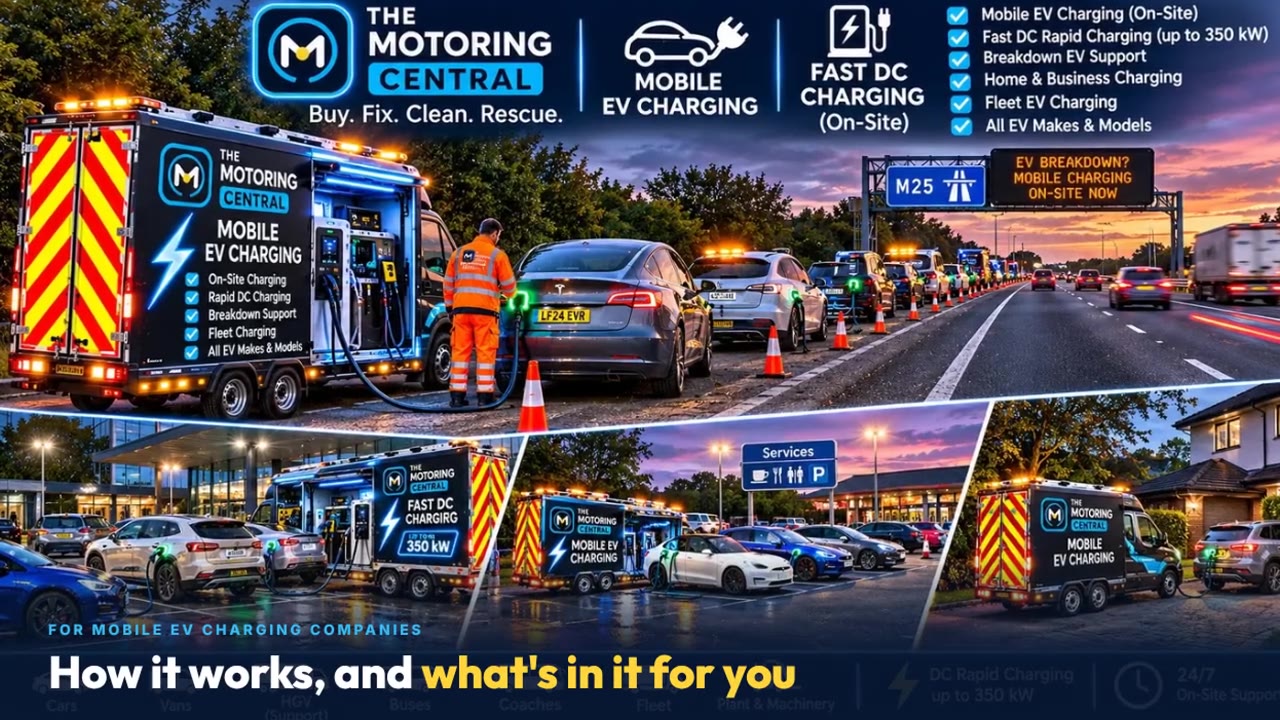 THE
MOTORING
CENTRAL
Buy. Fix. Clean. Rescue.
MOBILE
EV CHARGING
FAST DC
CHARGING
(On-Site)
Mobile EV Charging (On-Site)
Fast DC Rapid Charging (up to 350 kW)
Breakdown EV Support
Home & Business Charging
Fleet EV Charging
All EV Makes & Models
THE
MOTORING
CENTRAL
MOBILE
EV CHARGING
On-Site Charging
Rapid DC Charging
Breakdown Support
Fleet Charging
All EV Makes & Models
LF24 EVR
M25
EV BREAKDOWN?
MOBILE CHARGING
ON-SITE NOW
THE
MOTORING
CENTRAL
FAST DC
CHARGIRG
350 kW
THE
MOTORING
CENTRAL
MOBILE EV
CHARGING
Services
P
THE
MOTORING
CENTRAL
MOBILE
EV CHARGING
FOR MOBILE EV CHARGING COMPANIES
How it works, and what's in it for you
Cars
Vans
HGV
(Support)
Buses
Coaches
Fleet
Plant & Machinery
DC Rapid Charging
up to 350 kW
24/7
On-Site Support